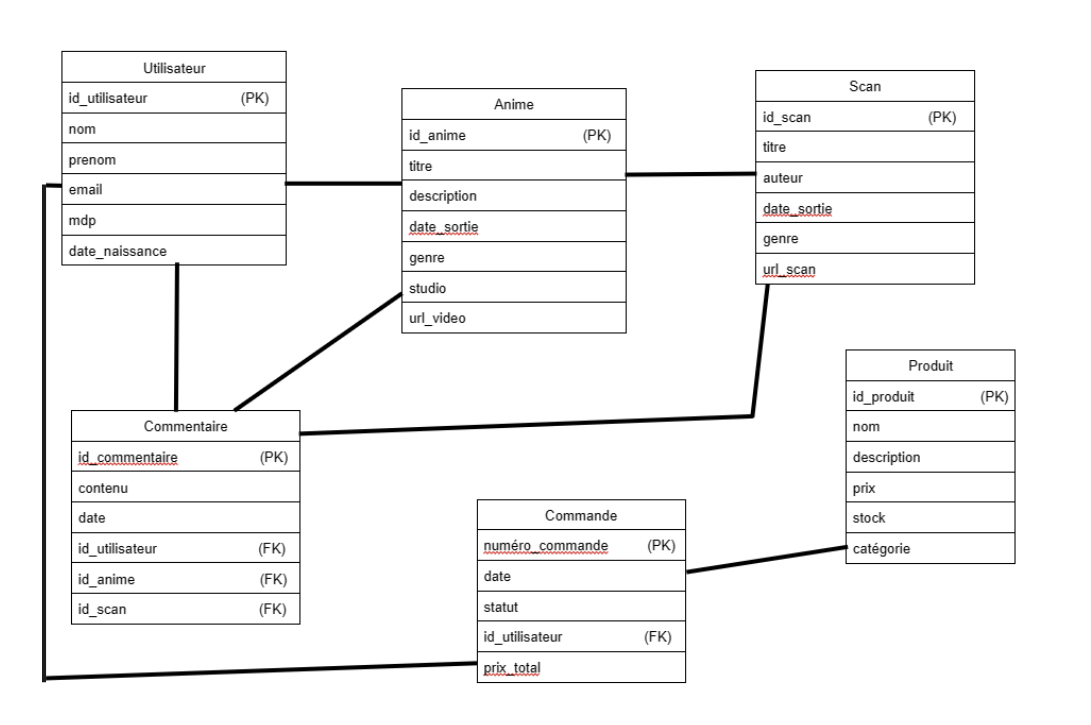 Utilisateur
id_utilisateur (PK)
nom
prenom
email
mdp
date_naissance
Anime
id_anime (PK)
titre
description
date_sortie
genre
studio
url_video
Scan
id_scan (PK)
titre
auteur
date_sortie
genre
url_scan
Commentaire
id_commentaire (PK)
contenu
date
id_utilisateur (FK)
id_anime (FK)
id_scan (FK)
Commande
numéro_commande (PK)
date
statut
id_utilisateur (FK)
prix_total
Produit
id_produit (PK)
nom
description
prix
stock
catégorie